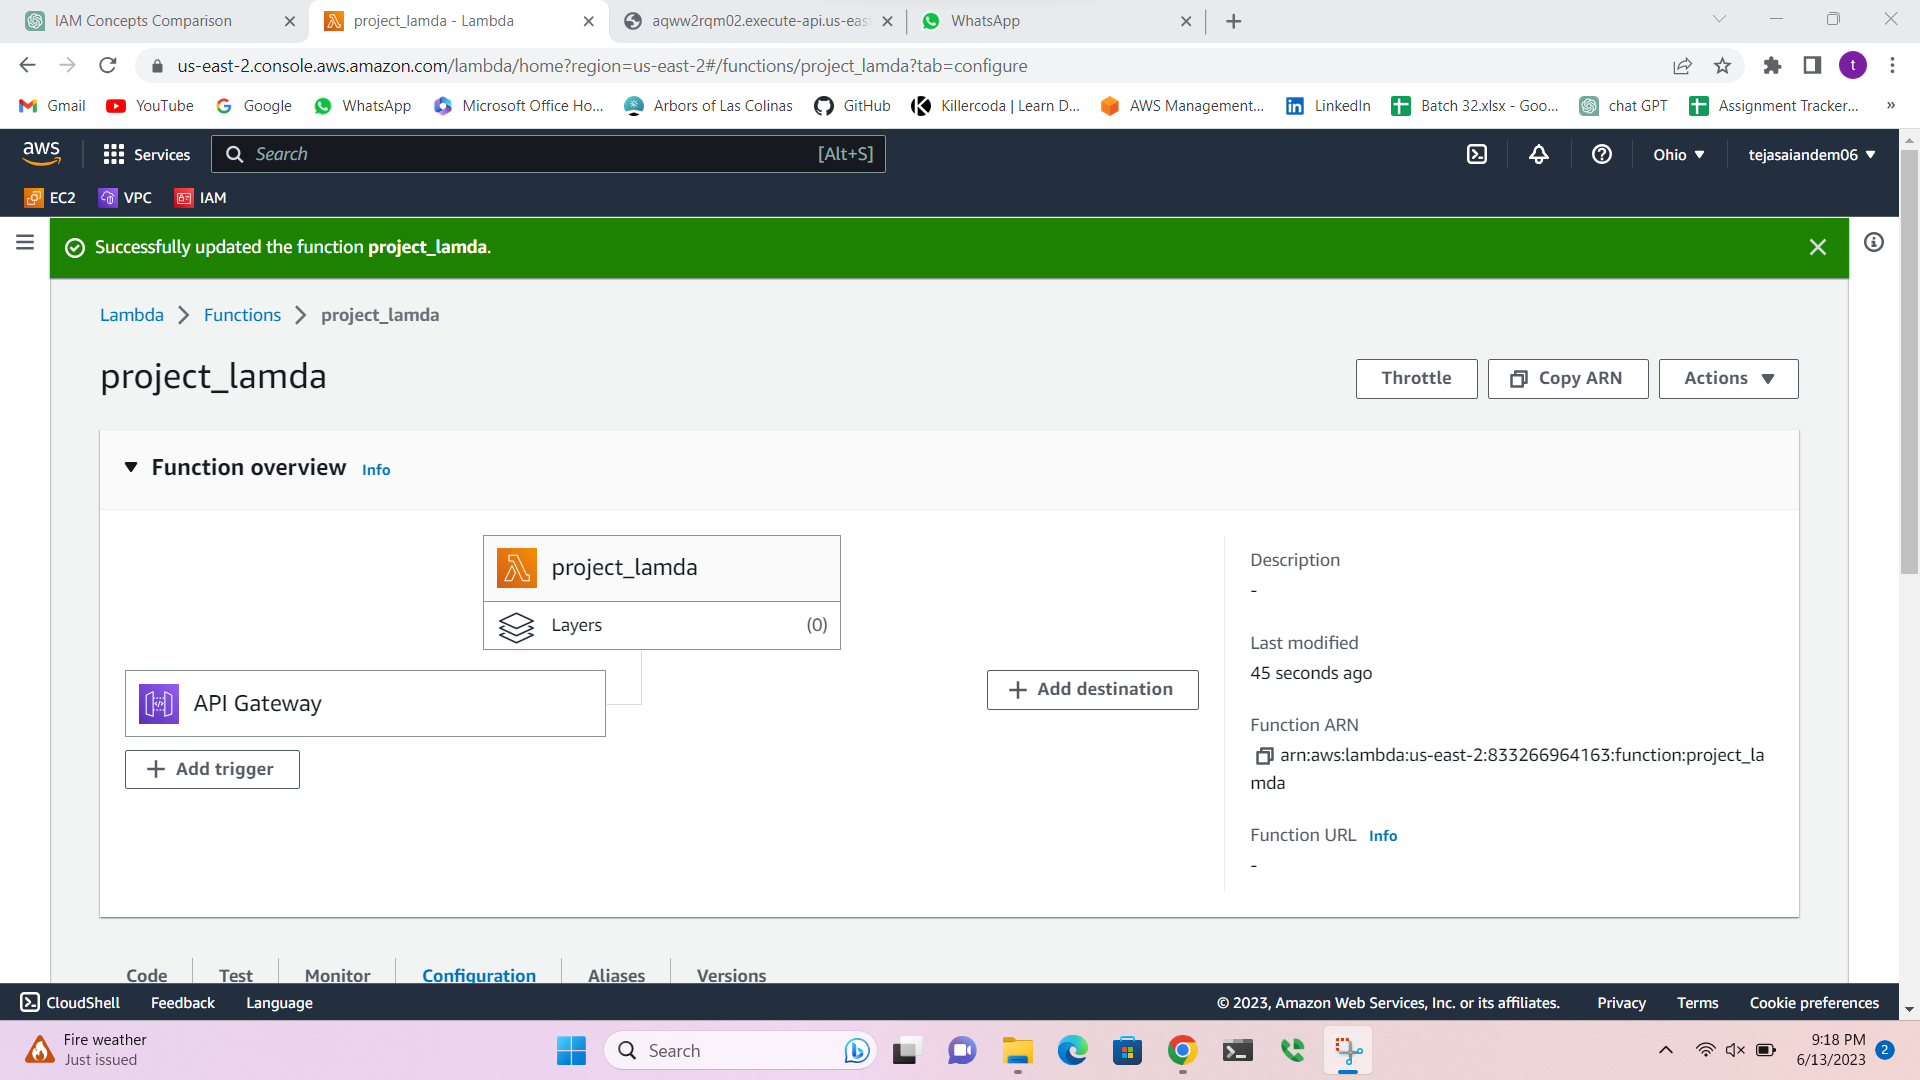 IAM Concepts Comparison
project_lamda - Lambda
aqww2rqm02.execute-api.us-eas
WhatsApp
us-east-2.console.aws.amazon.com/lambda/home?region=us-east-2#/functions/project_lamda?tab=configure
t
Gmail YouTube Google WhatsApp Microsoft Office Ho... Arbors of Las Colinas GitHub Killercoda | Learn D... AWS Management... LinkedIn Batch 32.xlsx - Goo... chat GPT Assignment Tracker... »
aws Services Search [Alt+S] Ohio tejasaiandem06
EC2 VPC IAM
Successfully updated the function project_lamda.
Lambda Functions project_lamda
project_lamda
Throttle Copy ARN Actions
Function overview Info
project_lamda
Layers (0)
API Gateway
Add trigger
Add destination
Description
-
Last modified
45 seconds ago
Function ARN
arn:aws:lambda:us-east-2:833266964163:function:project_la
mda
Function URL Info
-
Code Test Monitor Configuration Aliases Versions
CloudShell Feedback Language © 2023, Amazon Web Services, Inc. or its affiliates. Privacy Terms Cookie preferences
Fire weather
Just issued
Search
9:18 PM
6/13/2023
2